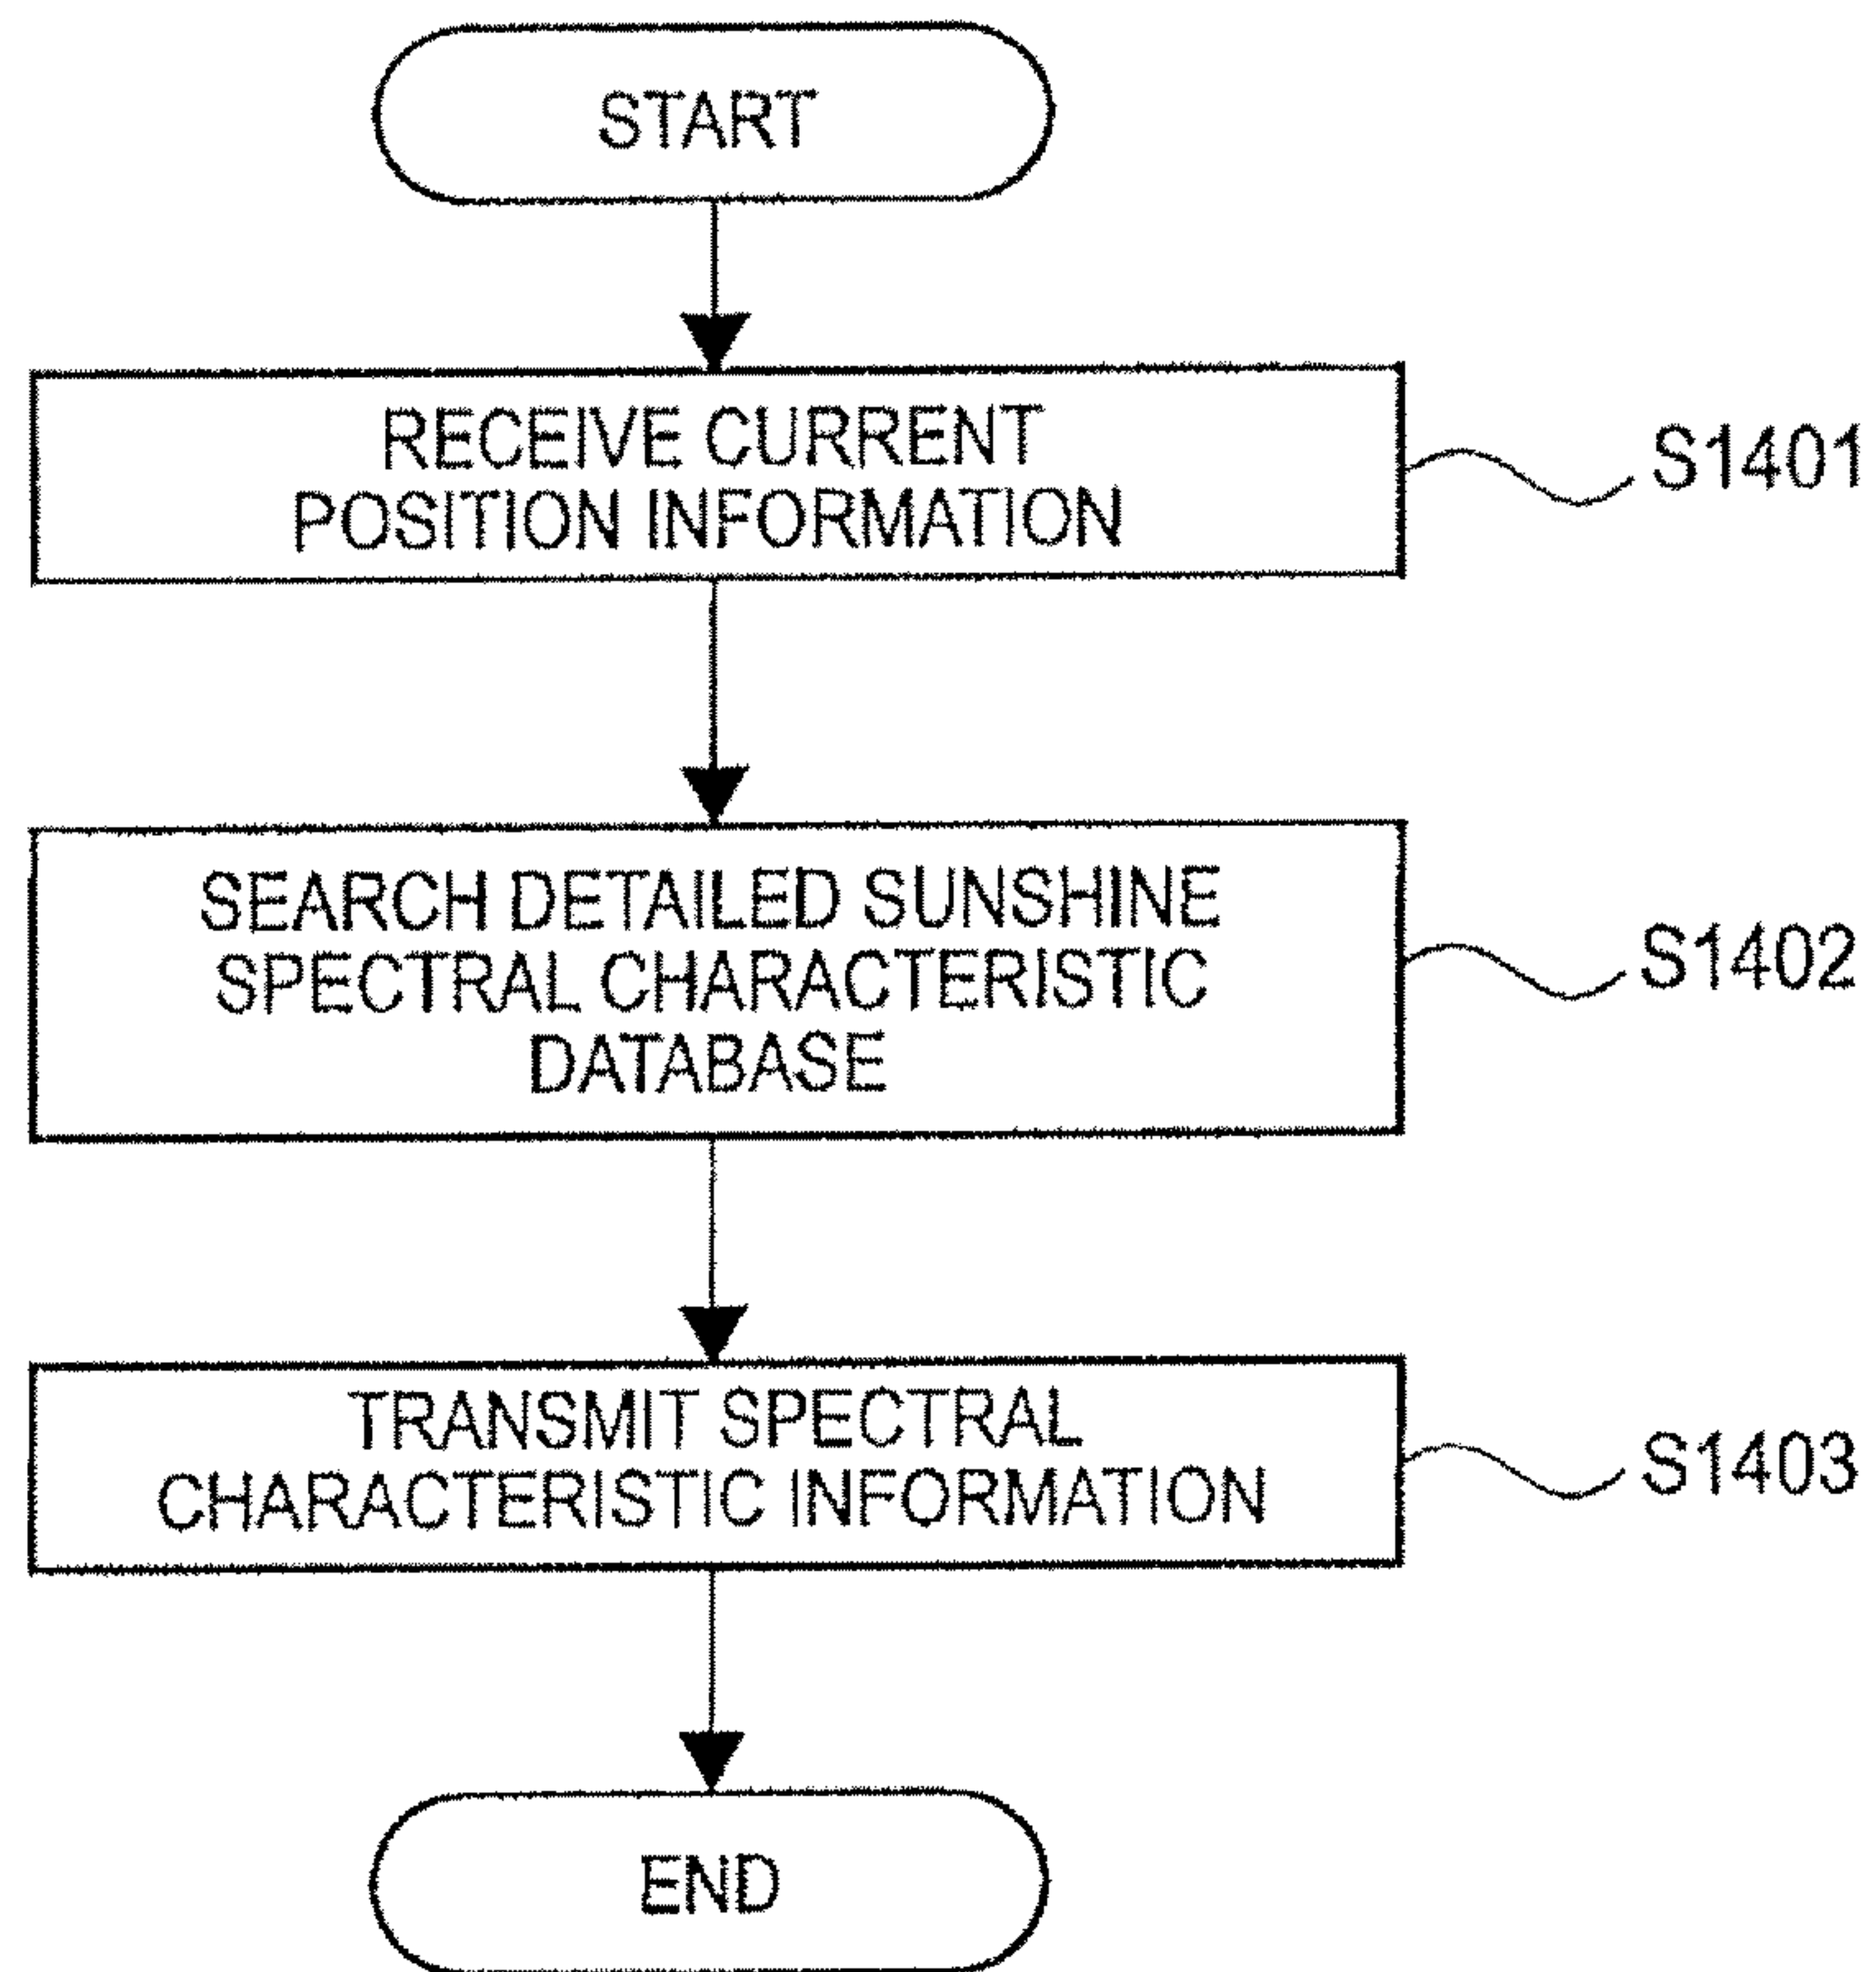 START
RECEIVE CURRENT
POSITION INFORMATION
S1401
SEARCH DETAILED SUNSHINE
SPECTRAL CHARACTERISTIC
DATABASE
S1402
TRANSMIT SPECTRAL
CHARACTERISTIC INFORMATION
S1403
END